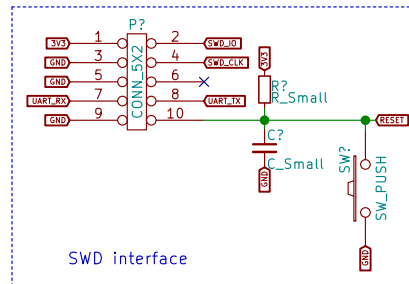 P?
3V3 1 2 SWD_IO
GND 3 4 SWD_CLK
GND 5 6
UART_RX 7 8 UART_TX
GND 9 10
CONN_5X2
3V3
R?
R_Small
RESET
C?
C_Small
GND
SW?
SW_PUSH
GND
SWD interface